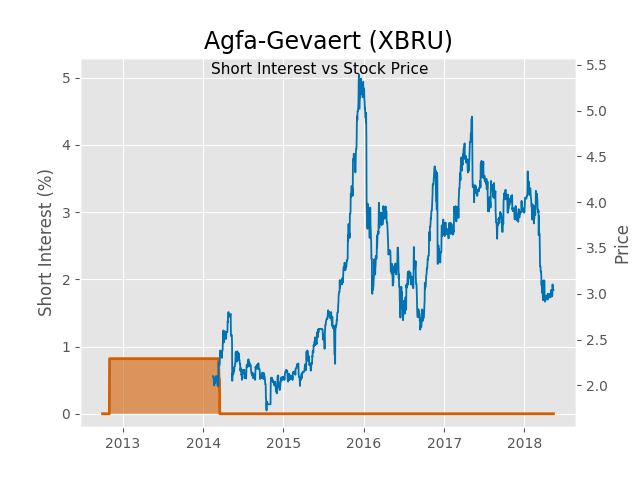 Agfa-Gevaert (XBRU)
Short Interest vs Stock Price
Short Interest (%)
5
4
3
2
1
0
5.5
5.0
4.5
4.0
3.5
3.0
2.5
2.0
Price
2013 2014 2015 2016 2017 2018